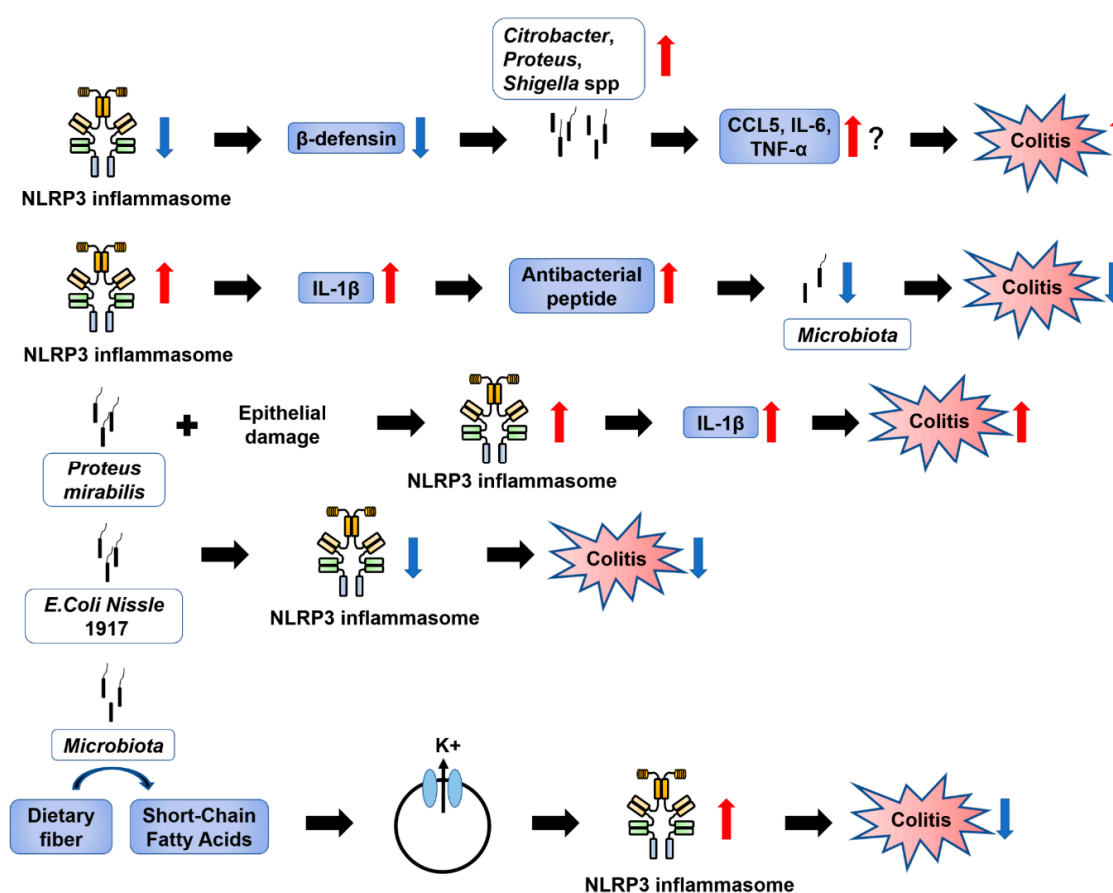 Citrobacter,
Proteus,
Shigella spp
β-defensin
CCL5, IL-6,
TNF-α
?
Colitis
NLRP3 inflammasome
IL-1β
Antibacterial
peptide
Colitis
Microbiota
NLRP3 inflammasome
Epithelial
damage
IL-1β
Colitis
Proteus
mirabilis
NLRP3 inflammasome
Colitis
E.Coli Nissle
1917
NLRP3 inflammasome
Microbiota
K+
Dietary
fiber
Short-Chain
Fatty Acids
Colitis
NLRP3 inflammasome